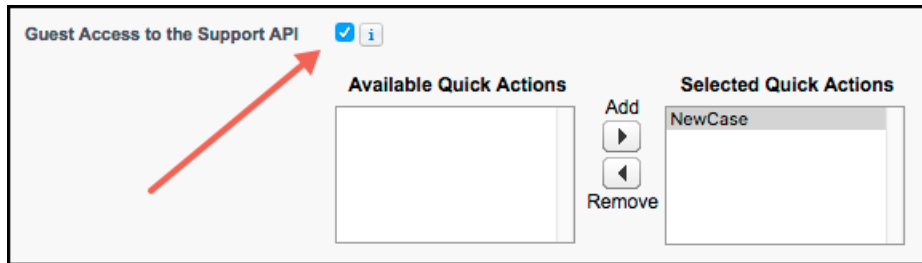 Guest Access to the Support API i
Available Quick Actions
Selected Quick Actions
Add
NewCase
Remove